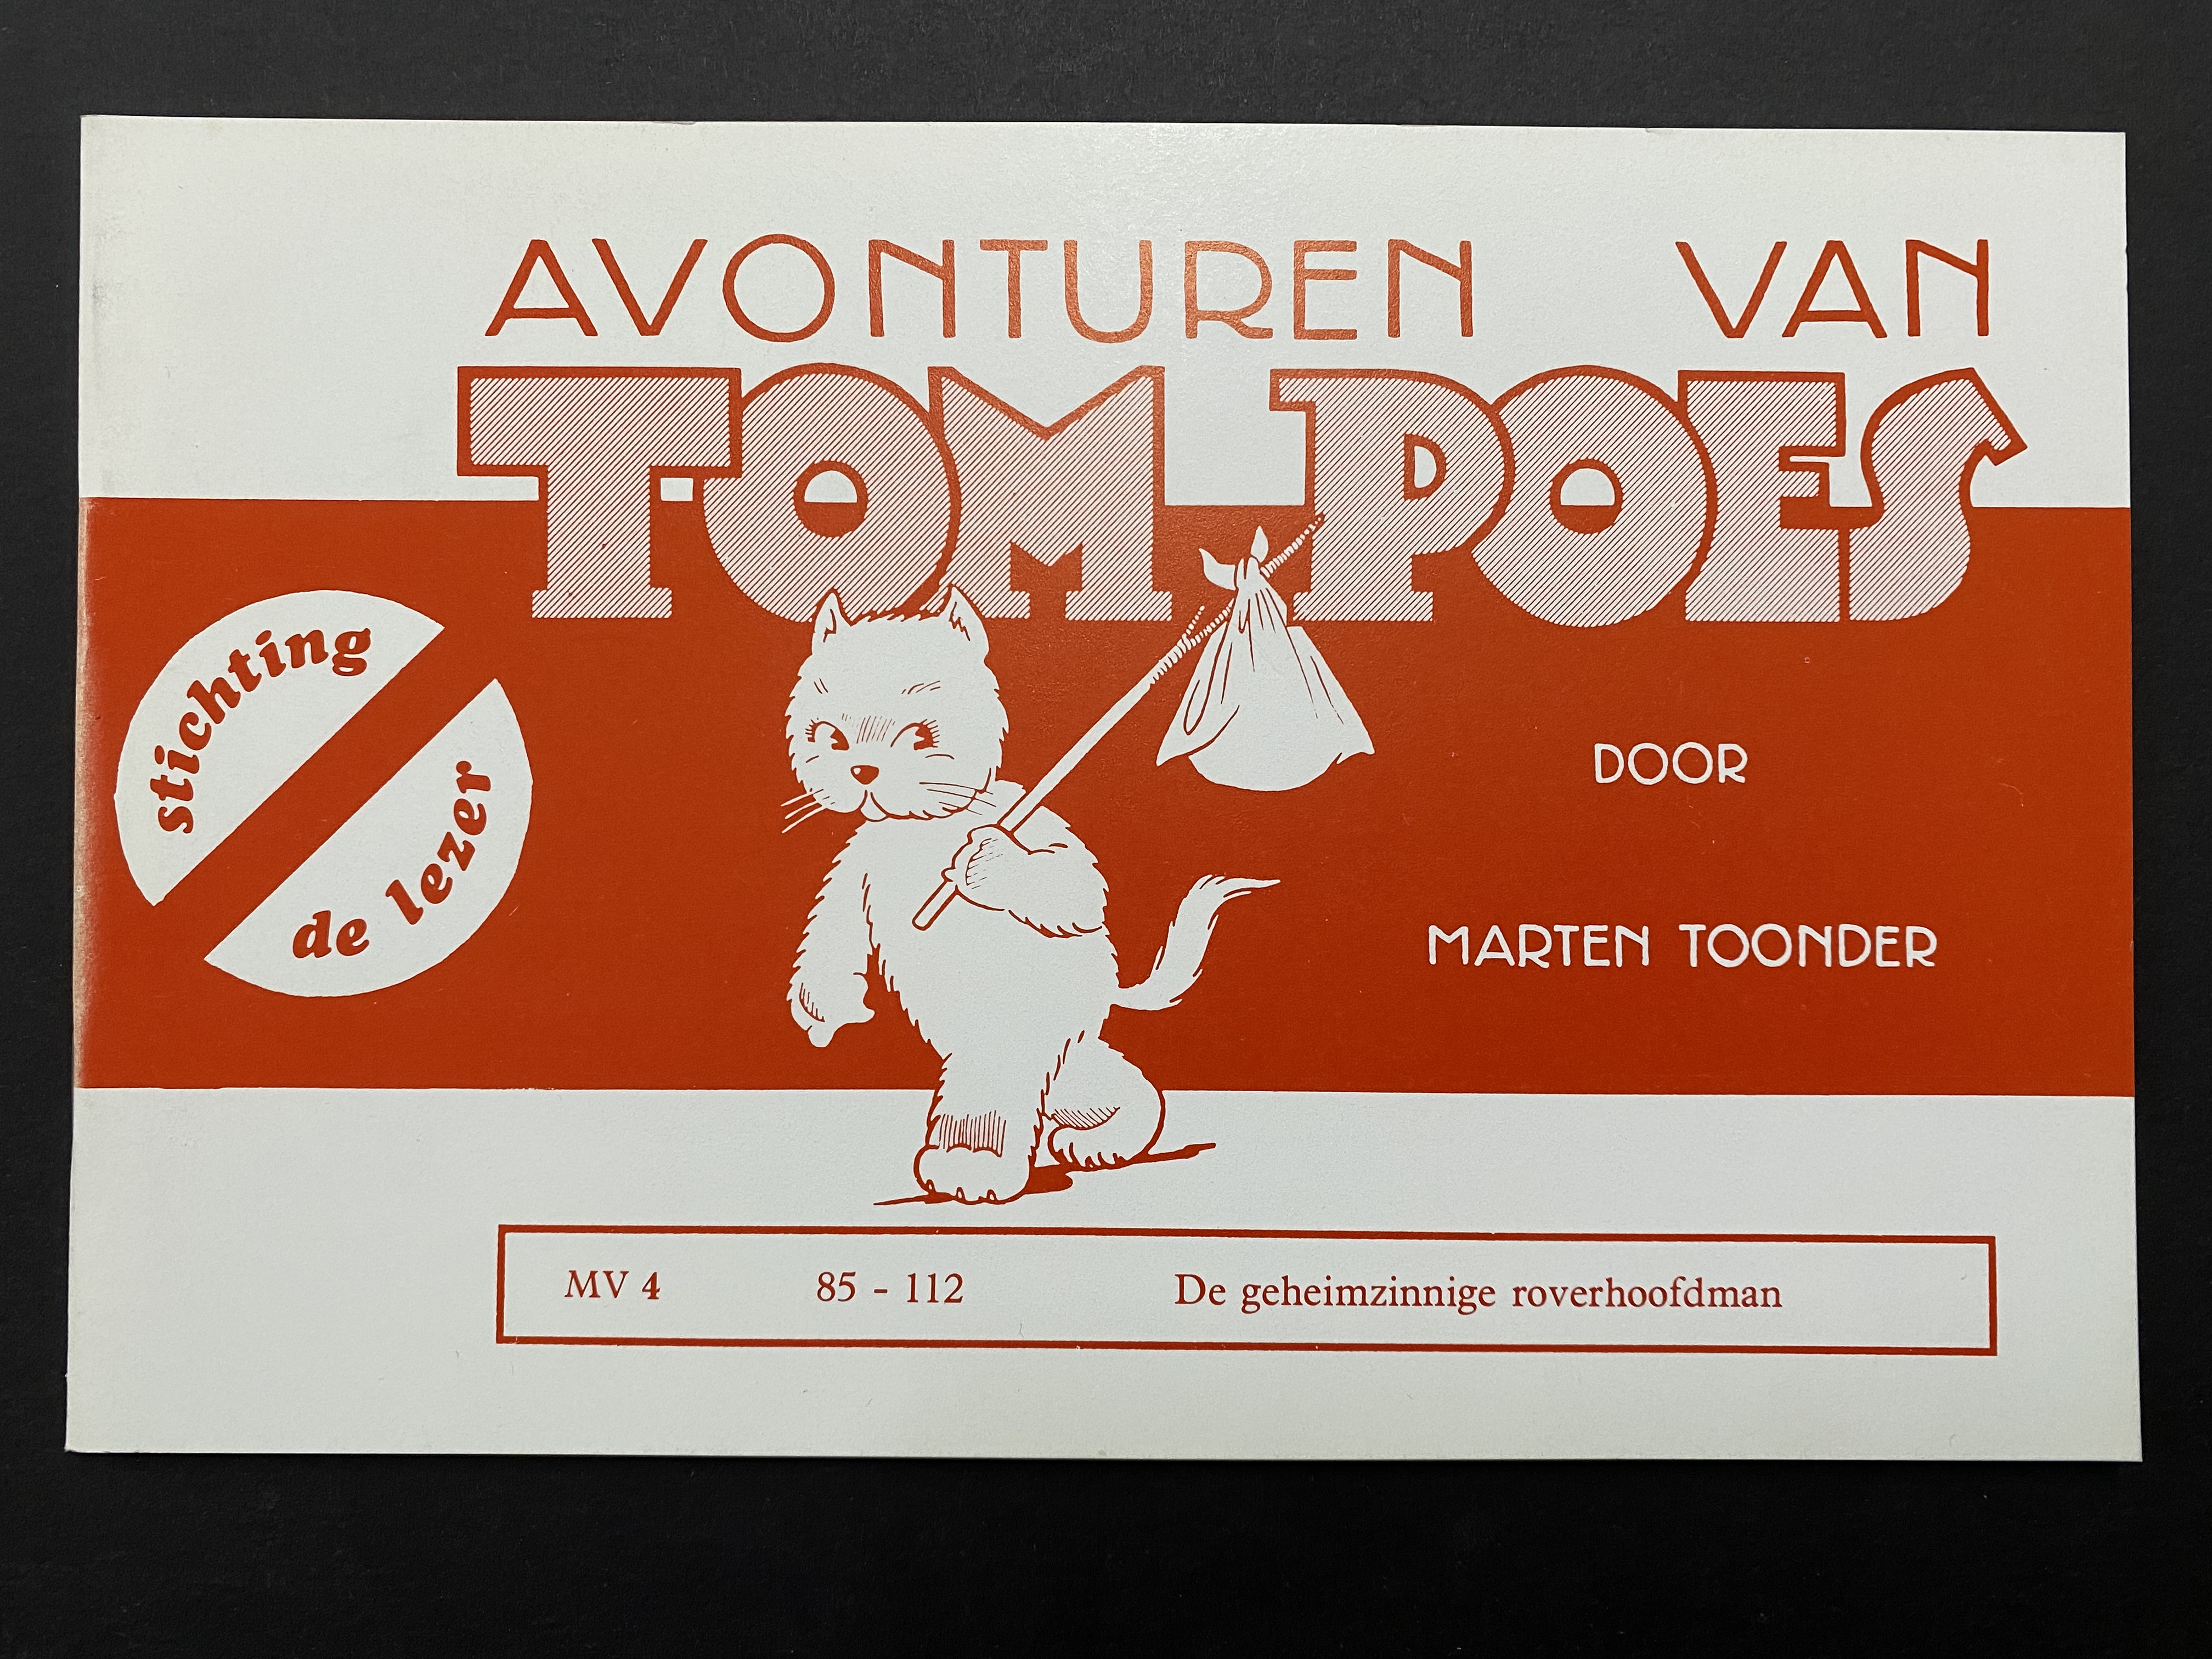 AVONTUREN VAN
TOM POES
stichting
de lezer
DOOR
MARTEN TOONDER
MV 4 85 - 112 De geheimzinnige roverhoofdman